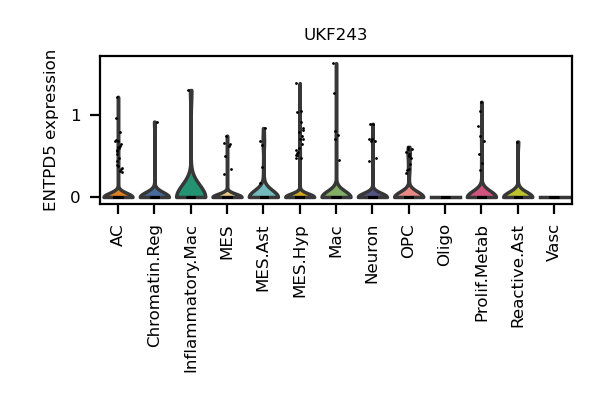 UKF243
ENTPD5 expression
1
0
AC
Chromatin.Reg
Inflammatory.Mac
MES
MES.Ast
MES.Hyp
Mac
Neuron
OPC
Oligo
Prolif.Metab
Reactive.Ast
Vasc